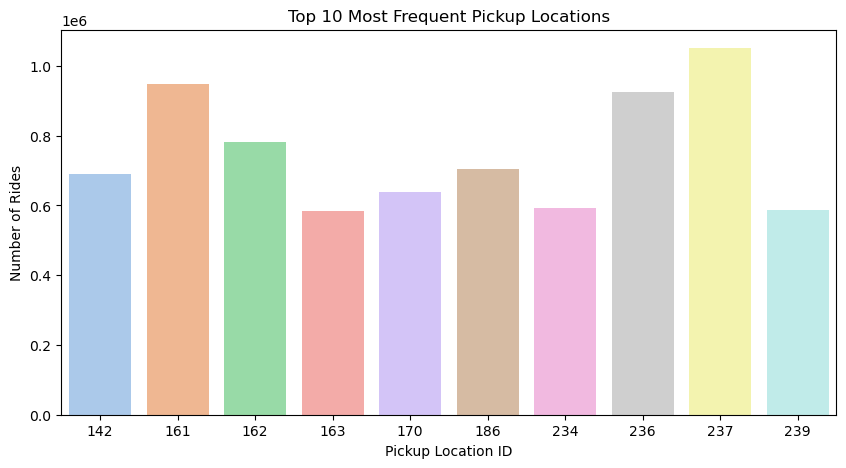 Top 10 Most Frequent Pickup Locations
1e6
1.0
0.8
0.6
0.4
0.2
0.0
Number of Rides
142 161 162 163 170 186 234 236 237 239
Pickup Location ID